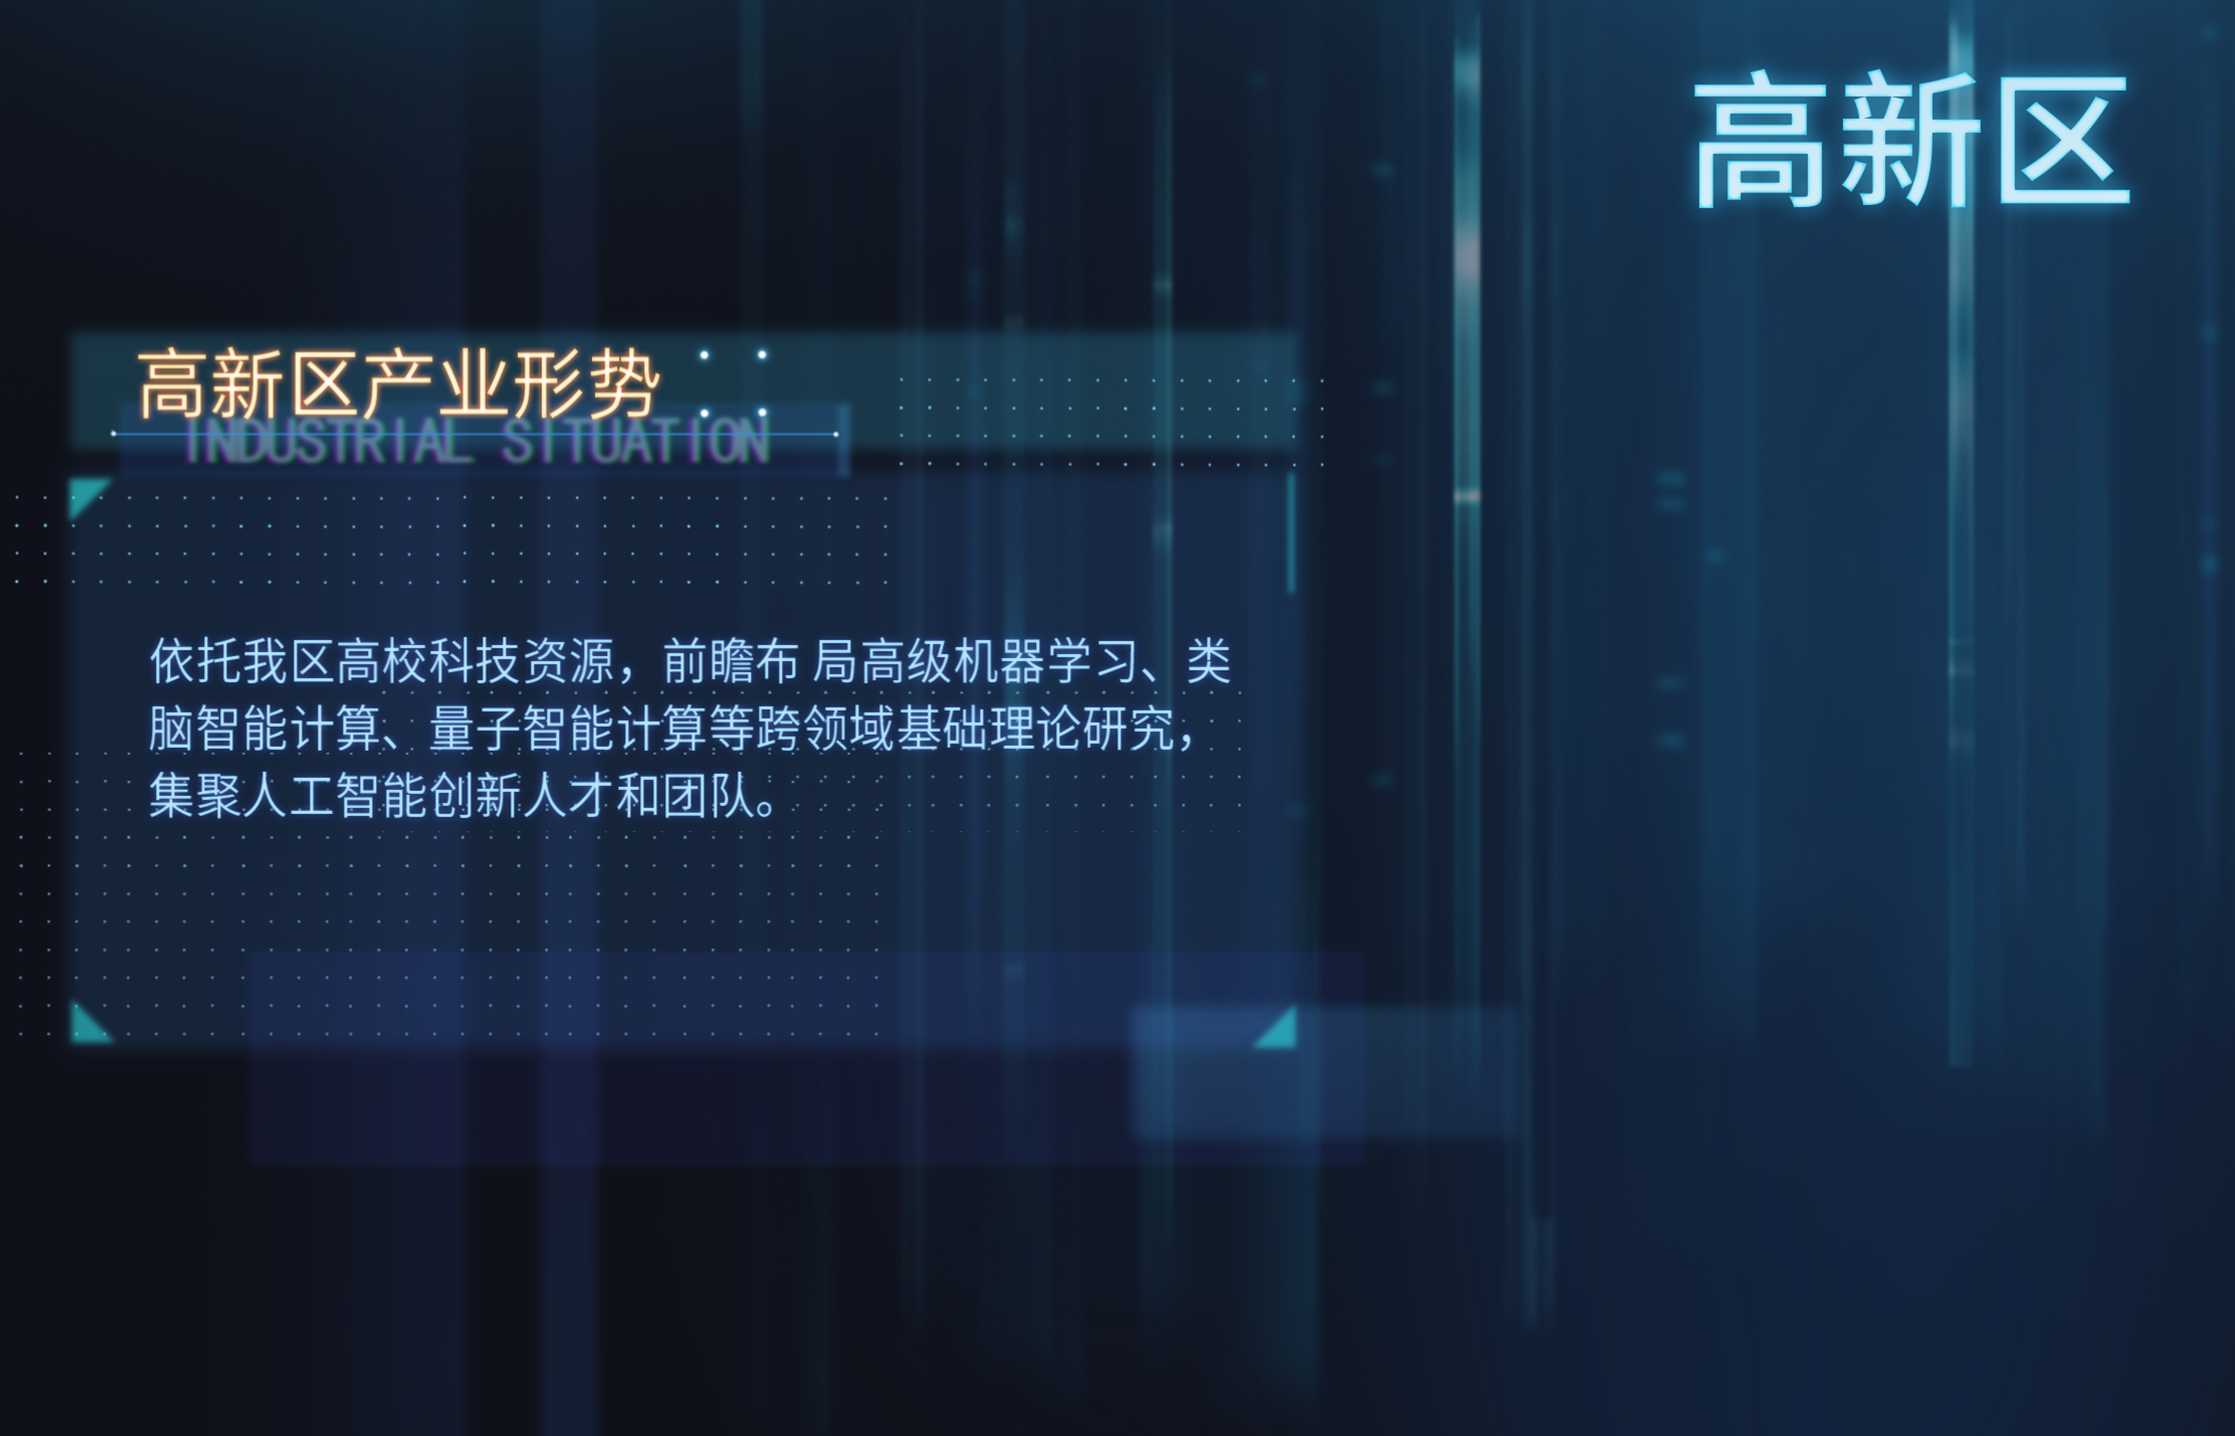 高新区
高新区产业形势
INDUSTRIAL SITUATION
依托我区高校科技资源，前瞻布 局高级机器学习、类
脑智能计算、量子智能计算等跨领域基础理论研究，
集聚人工智能创新人才和团队。